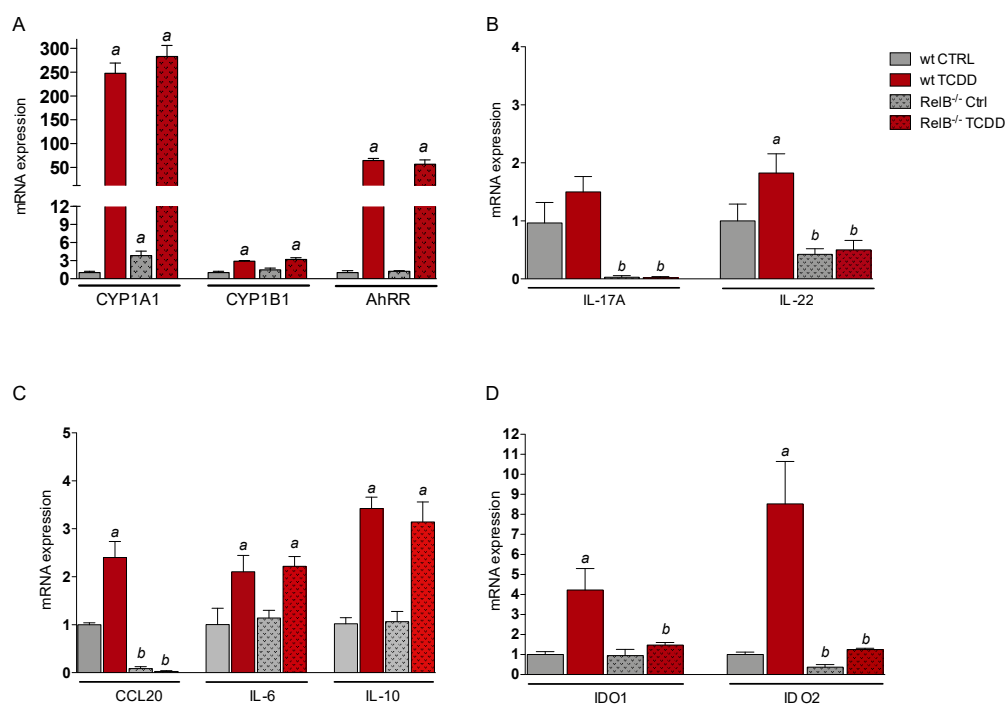 A
mRNA expression
300
250
200
150
100
50
12
9
6
3
0
a
a
a
a
a
a
a
CYP1A1 CYP1B1 AhRR
B
mRNA expression
4
3
2
1
0
b b
a
b b
IL-17A IL-22
wt CTRL
wt TCDD
RelB-/- Ctrl
RelB-/- TCDD
C
mRNA expression
5
4
3
2
1
0
a
b b
a a
a a
CCL20 IL-6 IL-10
D
mRNA expression
12
11
10
9
8
7
6
5
4
3
2
1
0
a
b
a
b
b
IDO1 IDO2